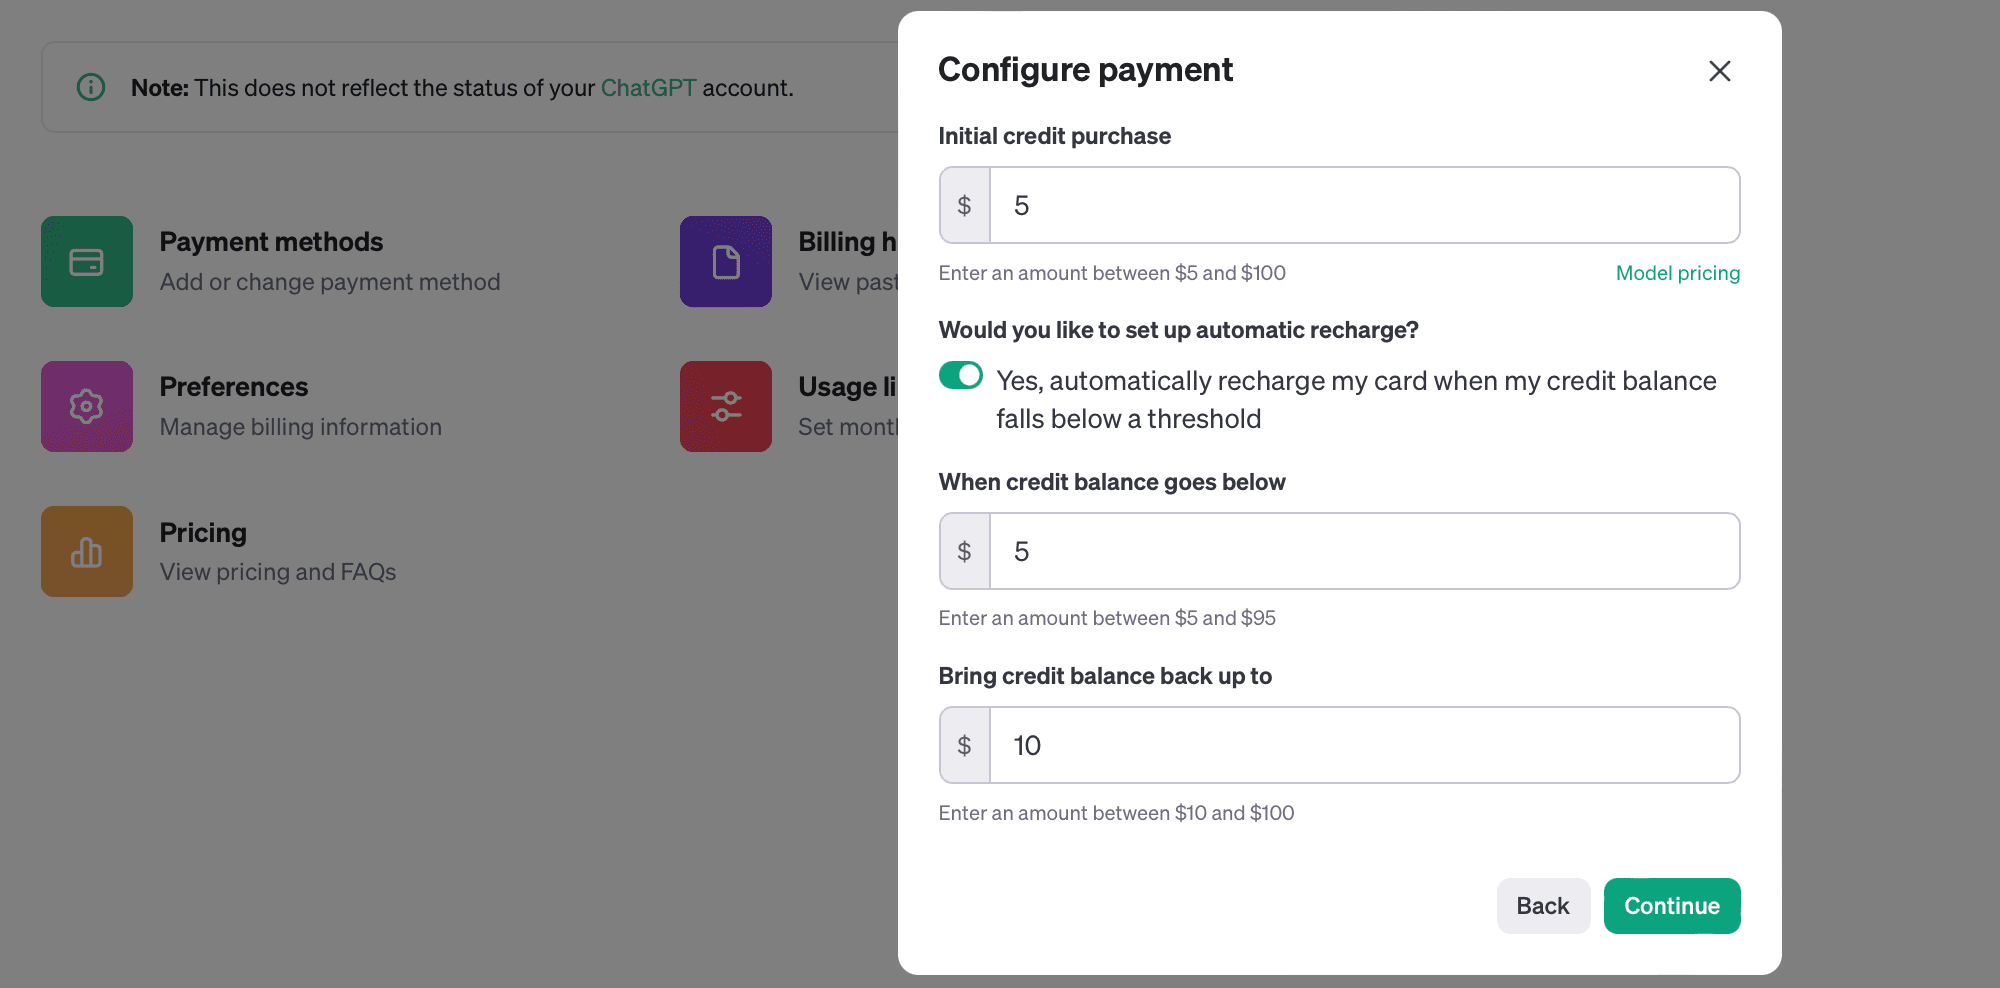 Note: This does not reflect the status of your ChatGPT account.
Payment methods
Add or change payment method
Billing h
View past
Preferences
Manage billing information
Usage li
Set month
Pricing
View pricing and FAQs
Configure payment
Initial credit purchase
$ 5
Enter an amount between $5 and $100
Model pricing
Would you like to set up automatic recharge?
Yes, automatically recharge my card when my credit balance
falls below a threshold
When credit balance goes below
$ 5
Enter an amount between $5 and $95
Bring credit balance back up to
$ 10
Enter an amount between $10 and $100
Back
Continue